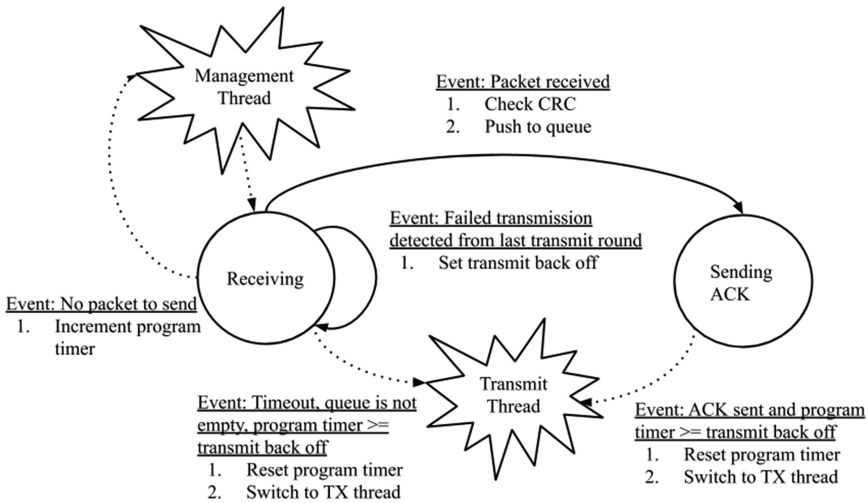 Management
Thread
Event: Packet received
1. Check CRC
2. Push to queue
Event: Failed transmission
detected from last transmit round
1. Set transmit back off
Receiving
Sending
ACK
Event: No packet to send
1. Increment program
timer
Transmit
Thread
Event: Timeout, queue is not
empty, program timer >=
transmit back off
1. Reset program timer
2. Switch to TX thread
Event: ACK sent and program
timer >= transmit back off
1. Reset program timer
2. Switch to TX thread